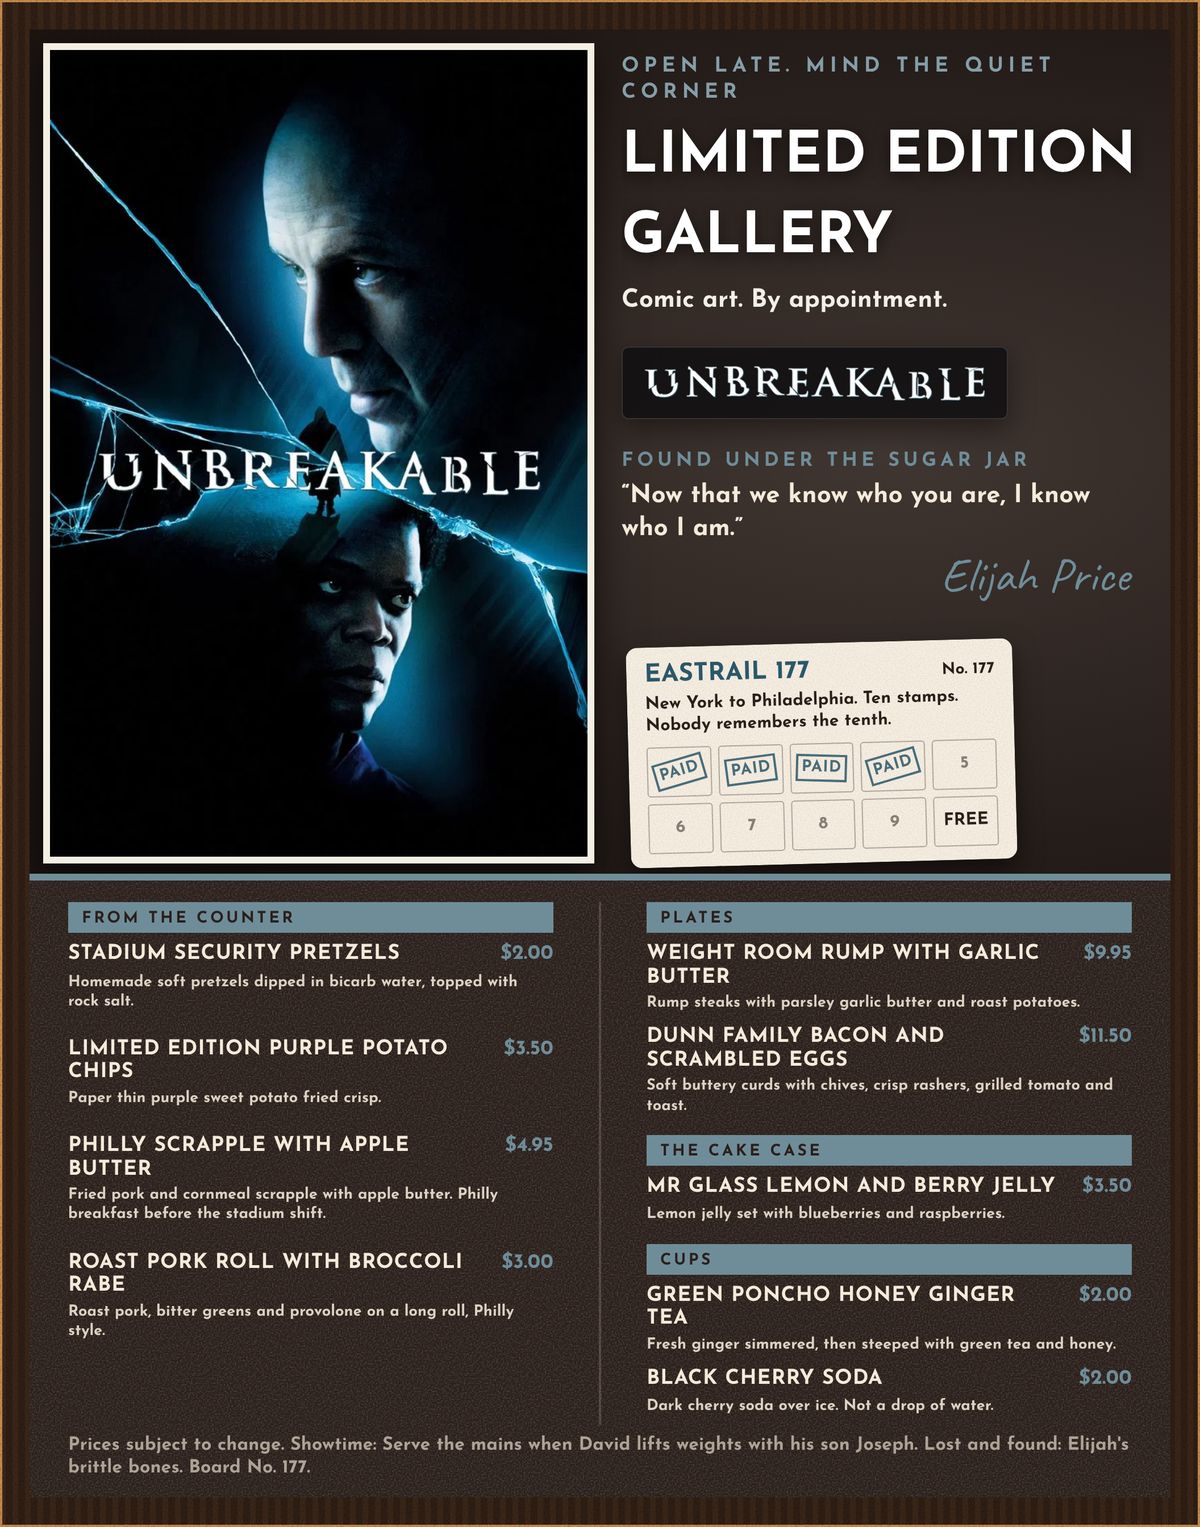 UNBREAKABLE
OPEN LATE. MIND THE QUIET
CORNER
LIMITED EDITION
GALLERY
Comic art. By appointment.
UNBREAKABLE
FOUND UNDER THE SUGAR JAR
“Now that we know who you are, I know
who I am.”
Elijah Price
EASTRAIL 177 No. 177
New York to Philadelphia. Ten stamps.
Nobody remembers the tenth.
PAID PAID PAID PAID 5
6 7 8 9 FREE
FROM THE COUNTER
STADIUM SECURITY PRETZELS $2.00
Homemade soft pretzels dipped in bicarb water, topped with
rock salt.
LIMITED EDITION PURPLE POTATO $3.50
CHIPS
Paper thin purple sweet potato fried crisp.
PHILLY SCRAPPLE WITH APPLE $4.95
BUTTER
Fried pork and cornmeal scrapple with apple butter. Philly
breakfast before the stadium shift.
ROAST PORK ROLL WITH BROCCOLI $3.00
RABE
Roast pork, bitter greens and provolone on a long roll, Philly
style.
PLATES
WEIGHT ROOM RUMP WITH GARLIC $9.95
BUTTER
Rump steaks with parsley garlic butter and roast potatoes.
DUNN FAMILY BACON AND $11.50
SCRAMBLED EGGS
Soft buttery curds with chives, crisp rashers, grilled tomato and
toast.
THE CAKE CASE
MR GLASS LEMON AND BERRY JELLY $3.50
Lemon jelly set with blueberries and raspberries.
CUPS
GREEN PONCHO HONEY GINGER $2.00
TEA
Fresh ginger simmered, then steeped with green tea and honey.
BLACK CHERRY SODA $2.00
Dark cherry soda over ice. Not a drop of water.
Prices subject to change. Showtime: Serve the mains when David lifts weights with his son Joseph. Lost and found: Elijah's
brittle bones. Board No. 177.